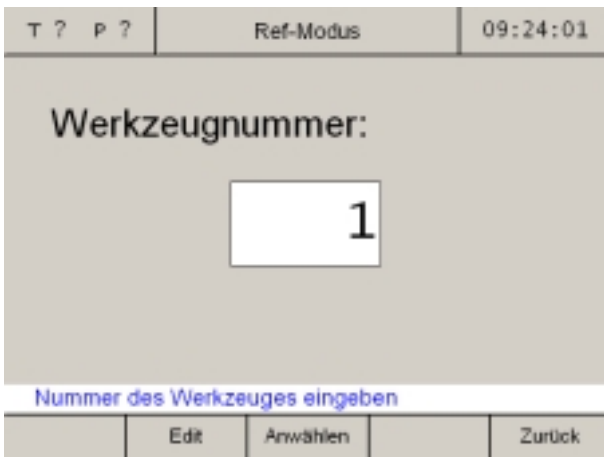 T ? P ? Ref-Modus 09:24:01
Werkzeugnummer:
1
Nummer des Werkzeuges eingeben
Edit Anwählen Zurück